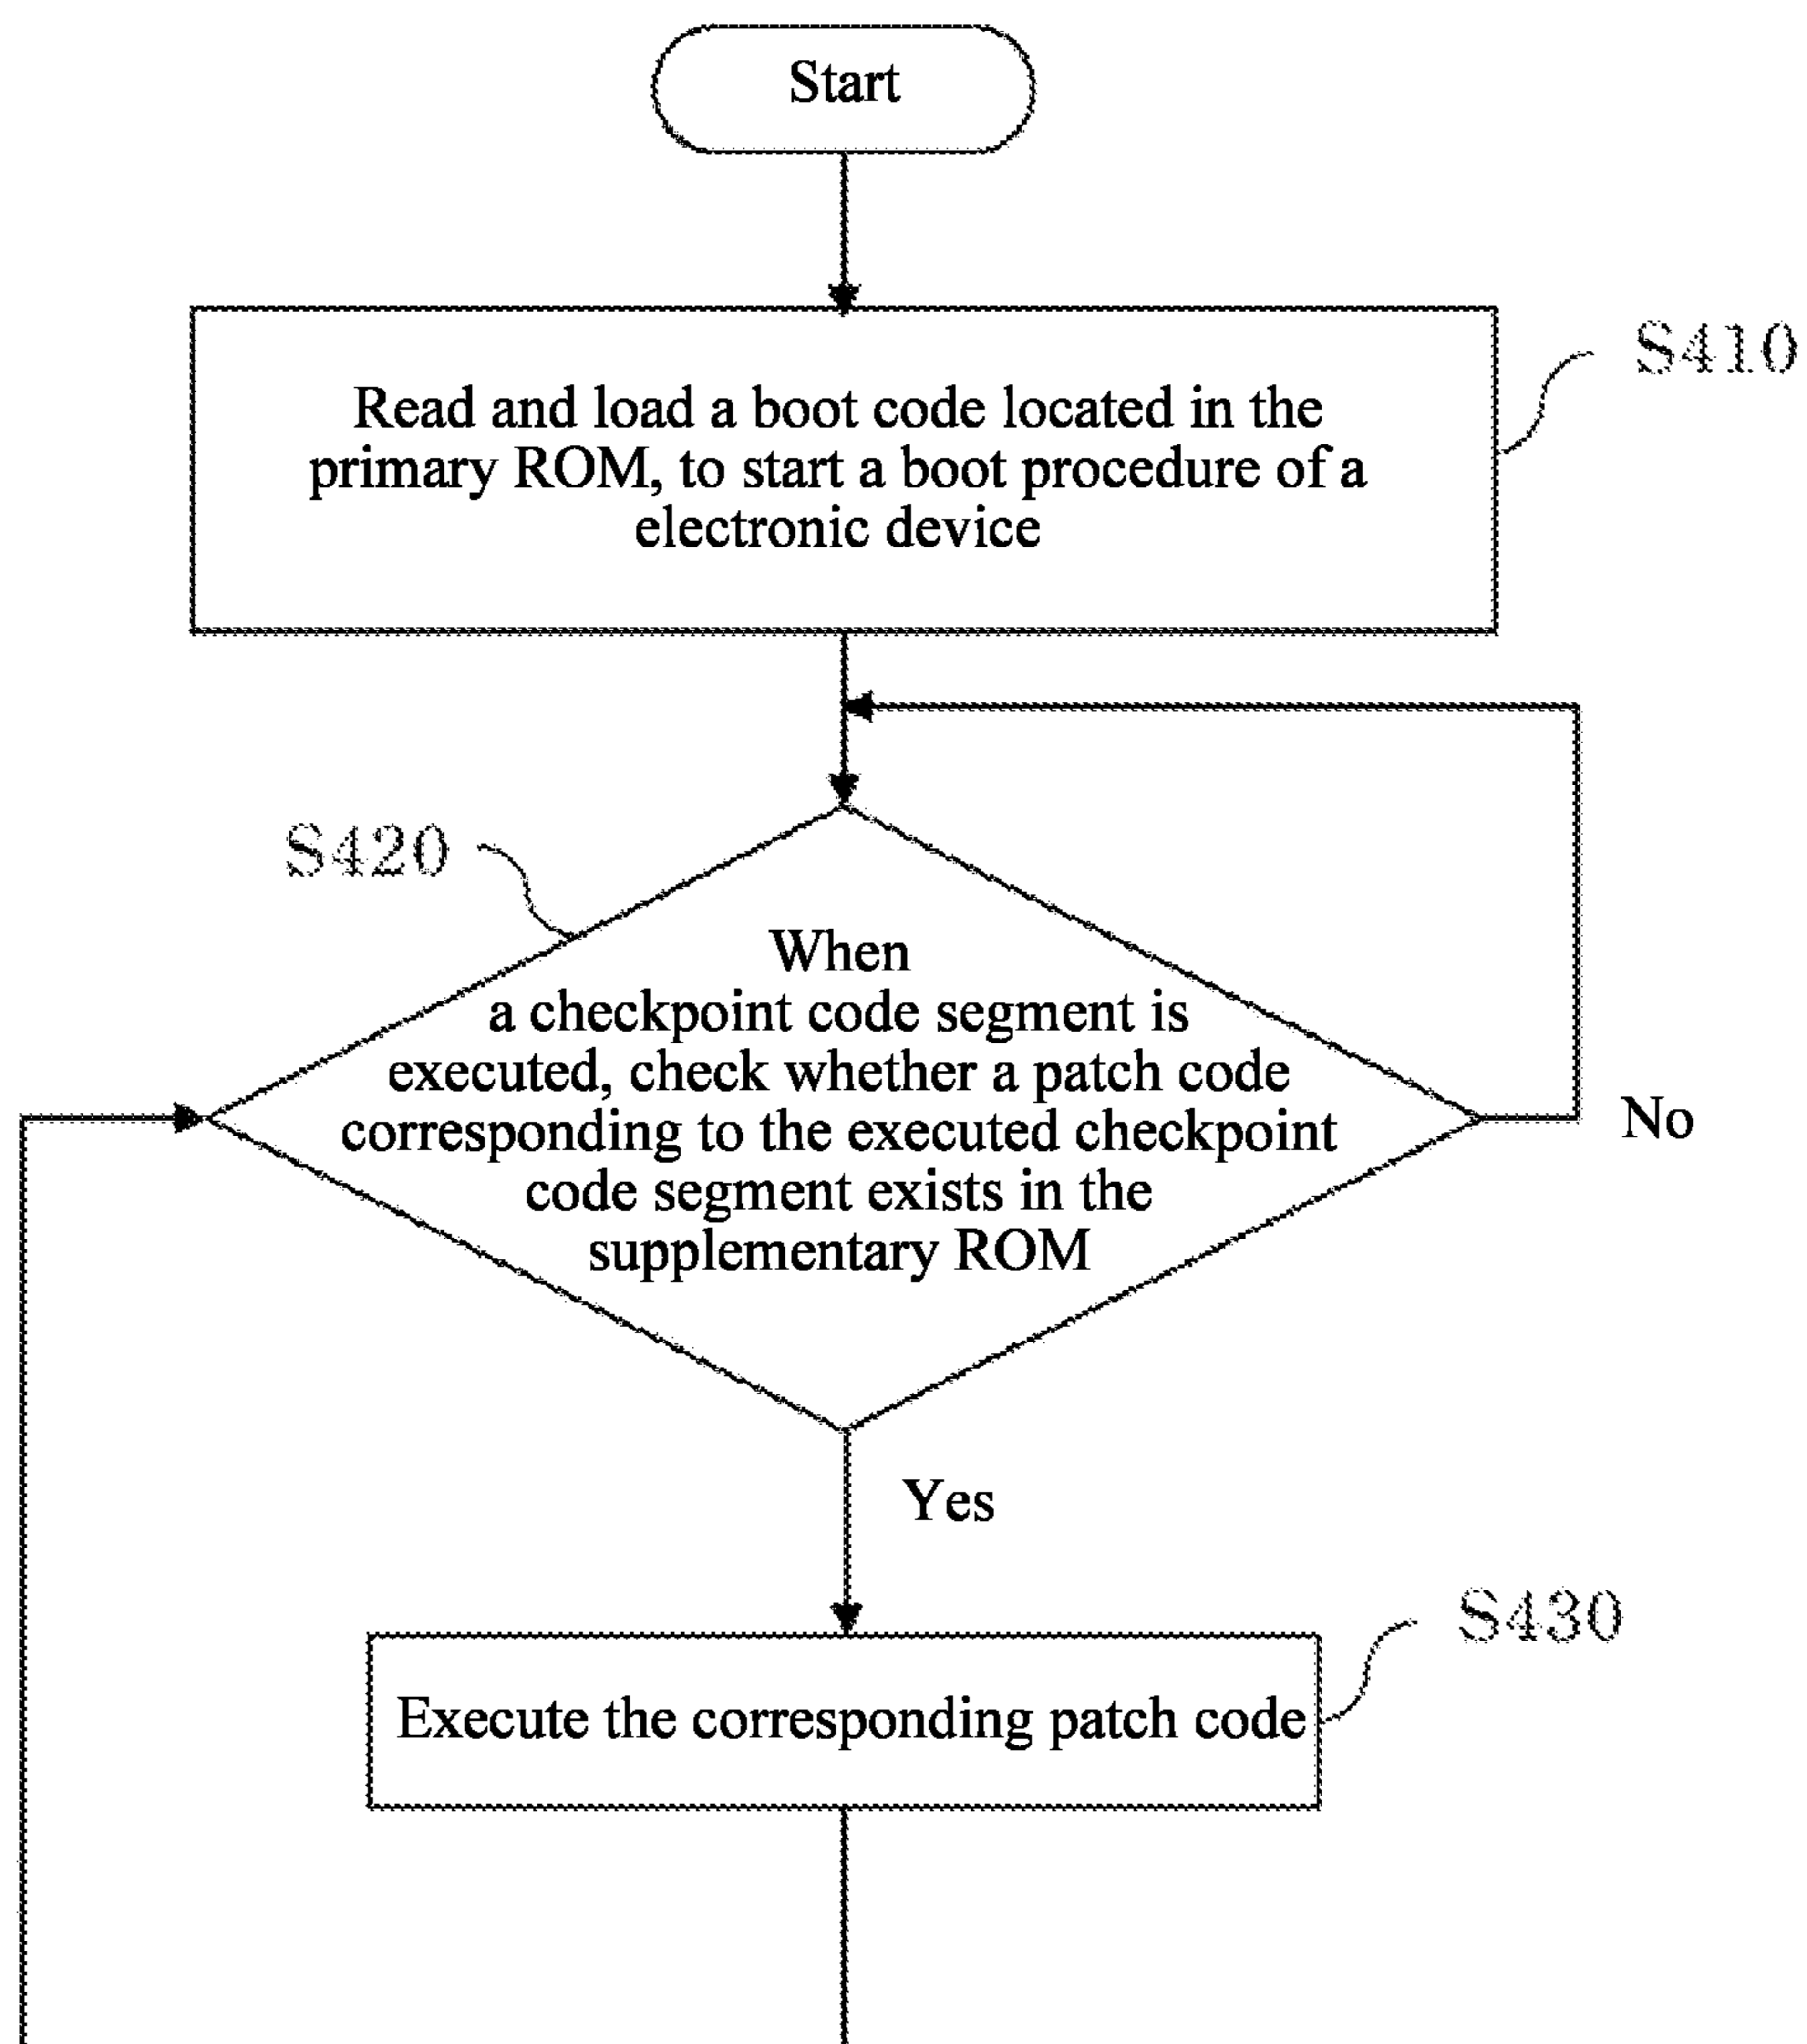 Start
S410
Read and load a boot code located in the
primary ROM, to start a boot procedure of a
electronic device
S420
When
a checkpoint code segment is
executed, check whether a patch code
corresponding to the executed checkpoint
code segment exists in the
supplementary ROM
No
Yes
S430
Execute the corresponding patch code